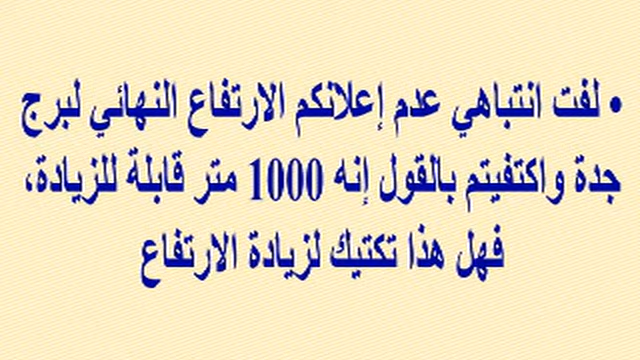 • لفت انتباهي عدم إعلانكم الارتفاع النهائي لبرج
جدة واكتفيتم بالقول إنه 1000 متر قابلة للزيادة،
فهل هذا تكتيك لزيادة الارتفاع